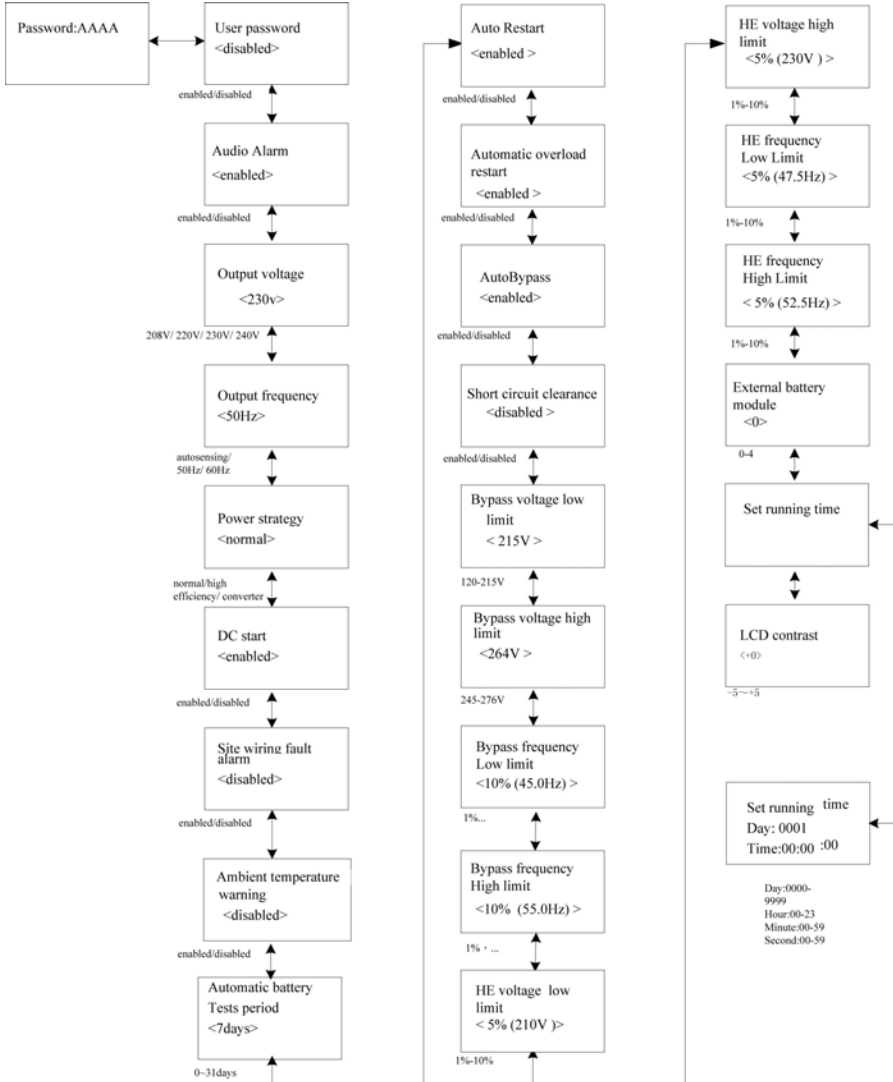 Password:AAAA
User password
<disabled>
enabled/disabled
Audio Alarm
<enabled>
enabled/disabled
Output voltage
<230v>
208V/ 220V/ 230V/ 240V
Output frequency
<50Hz>
autosensing/
50Hz/ 60Hz
Power strategy
<normal>
normal/high
efficiency/ converter
DC start
<enabled>
enabled/disabled
Site wiring fault
alarm
<disabled>
enabled/disabled
Ambient temperature
warning
<disabled>
enabled/disabled
Automatic battery
Tests period
<7days>
0~31days
Auto Restart
<enabled >
enabled/disabled
Automatic overload
restart
<enabled >
enabled/disabled
AutoBypass
<enabled>
enabled/disabled
Short circuit clearance
<disabled >
enabled/disabled
Bypass voltage low
limit
< 215V >
120-215V
Bypass voltage high
limit
<264V >
245-276V
Bypass frequency
Low limit
<10% (45.0Hz) >
1%...
Bypass frequency
High limit
<10% (55.0Hz) >
1% · ...
HE voltage low
limit
< 5% (210V )>
1%-10%
HE voltage high
limit
<5% (230V ) >
1%-10%
HE frequency
Low Limit
<5% (47.5Hz) >
1%-10%
HE frequency
High Limit
< 5% (52.5Hz) >
1%-10%
External battery
module
<0>
0-4
Set running time
LCD contrast
<+0>
-5~+5
Set running time
Day: 0001
Time:00:00 :00
Day:0000-
9999
Hour:00-23
Minute:00-59
Second:00-59